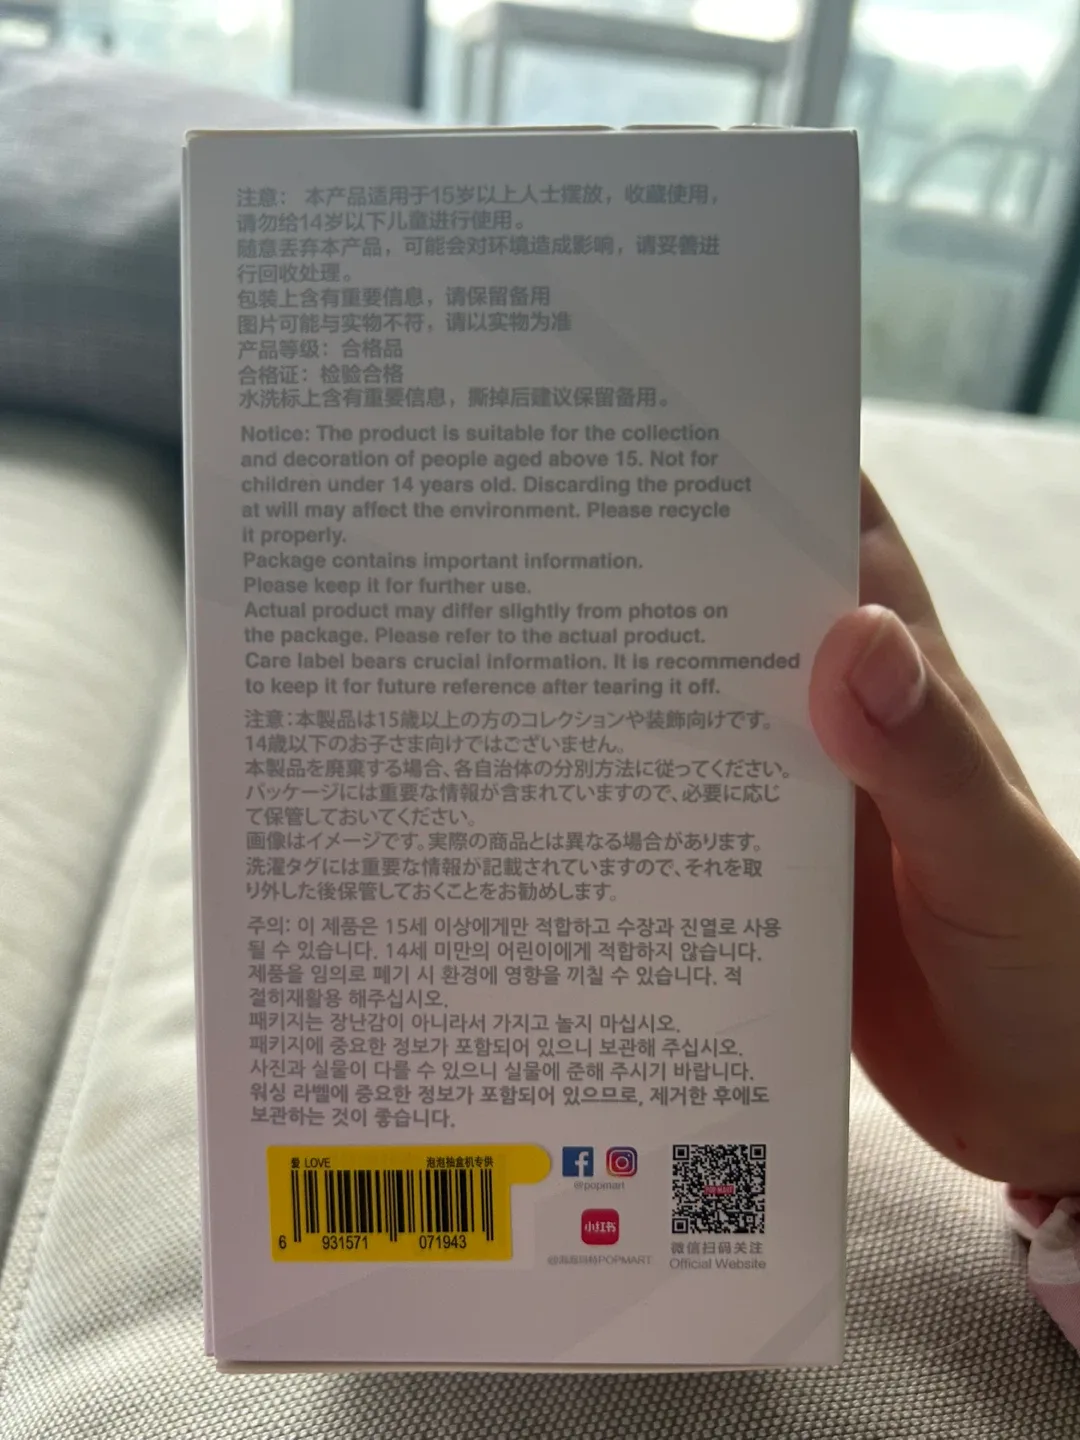 注意： 本产品适用于15岁以上人士摆放，收藏使用，
请勿给14岁以下儿童进行使用。
随意丢弃本产品，可能会对环境造成影响，请妥善进
行回收处理。
包装上含有重要信息，请保留备用
图片可能与实物不符，请以实物为准
产品等级：合格品
合格证：检验合格
水洗标上含有重要信息，撕掉后建议保留备用。
Notice: The product is suitable for the collection
and decoration of people aged above 15. Not for
children under 14 years old. Discarding the product
at will may affect the environment. Please recycle
it properly.
Package contains important information.
Please keep it for further use.
Actual product may differ slightly from photos on
the package. Please refer to the actual product.
Care label bears crucial information. It is recommended
to keep it for future reference after tearing it off.
注意：本製品は15歳以上の方のコレクションや装飾向けです。
14歳以下のお子さま向けではございません。
本製品を廃棄する場合、各自治体の分別方法に従ってください。
パッケージには重要な情報が含まれていますので、必要に応じ
て保管しておいてください。
画像はイメージです。実際の商品とは異なる場合があります。
洗濯タグには重要な情報が記載されていますので、それを取
り外した後保管しておくことをお勧めします。
주의: 이 제품은 15세 이상에게만 적합하고 수장과 진열로 사용
될 수 있습니다. 14세 미만의 어린이에게 적합하지 않습니다.
제품을 임의로 폐기 시 환경에 영향을 끼칠 수 있습니다. 적
절히재활용 해주십시오.
패키지는 장난감이 아니라서 가지고 놀지 마십시오.
패키지에 중요한 정보가 포함되어 있으니 보관해 주십시오.
사진과 실물이 다를 수 있으니 실물에 준해 주시기 바랍니다.
워싱 라벨에 중요한 정보가 포함되어 있으므로, 제거한 후에도
보관하는 것이 좋습니다.
爱 LOVE 泡泡抽盒机专供
6 931571 071943
@popmart
小红书
@泡泡玛特POPMART
POP MART
微信扫码关注
Official Website